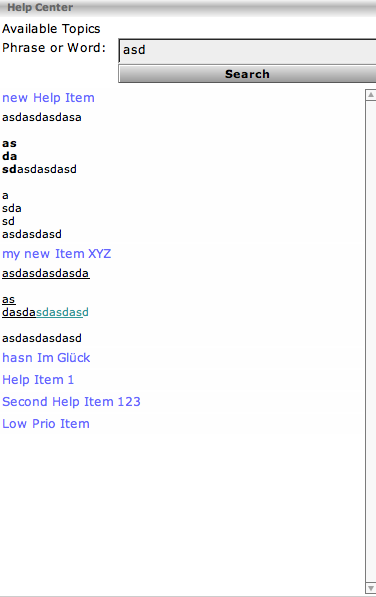 Help Center
Available Topics
Phrase or Word:
asd
Search
new Help Item
asdasdasdasa
as
da
sdasdasdasd
a
sda
sd
asdasdasd
my new Item XYZ
asdasdasdasda
as
dasdasdasdasd
asdasdasdasd
hasn Im Glück
Help Item 1
Second Help Item 123
Low Prio Item